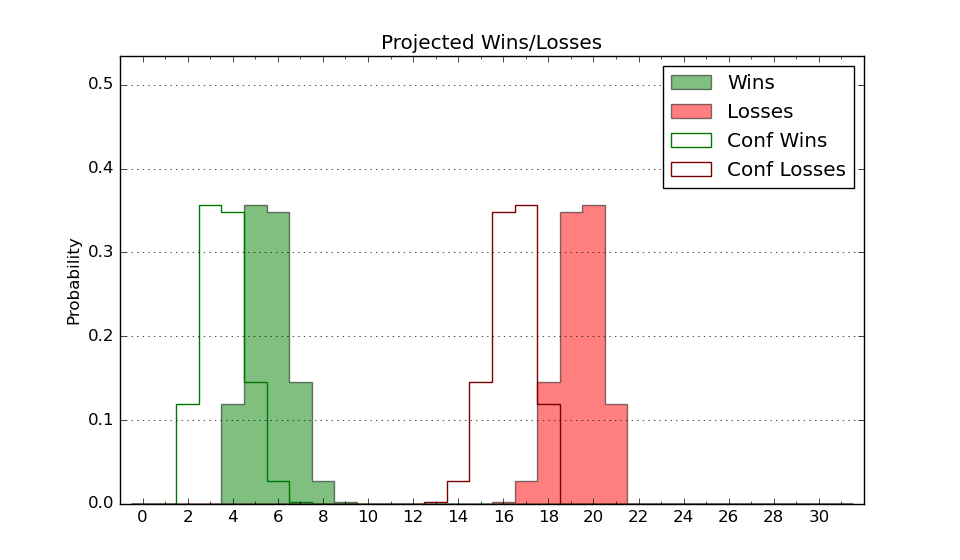 Projected Wins/Losses
0.5
0.4
0.3
0.2
0.1
0.0
Probability
Wins
Losses
Conf Wins
Conf Losses
0 2 4 6 8 10 12 14 16 18 20 22 24 26 28 30